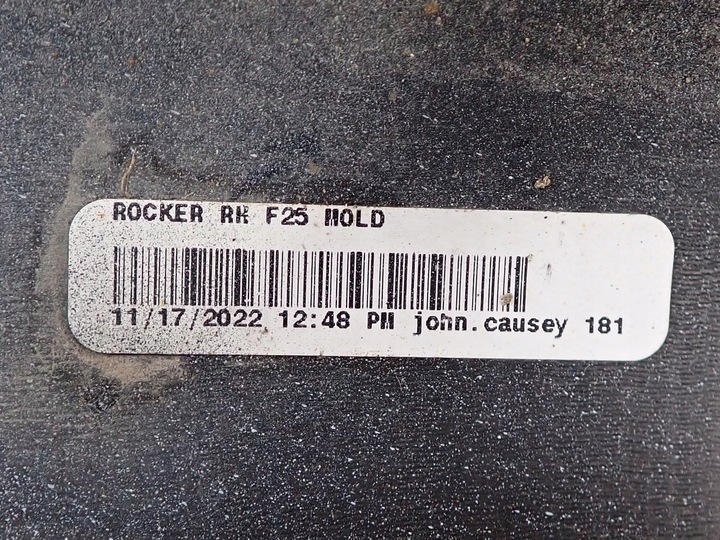 ROCKER RH F25 MOLD
11/17/2022 12:48 PM john.causey 181